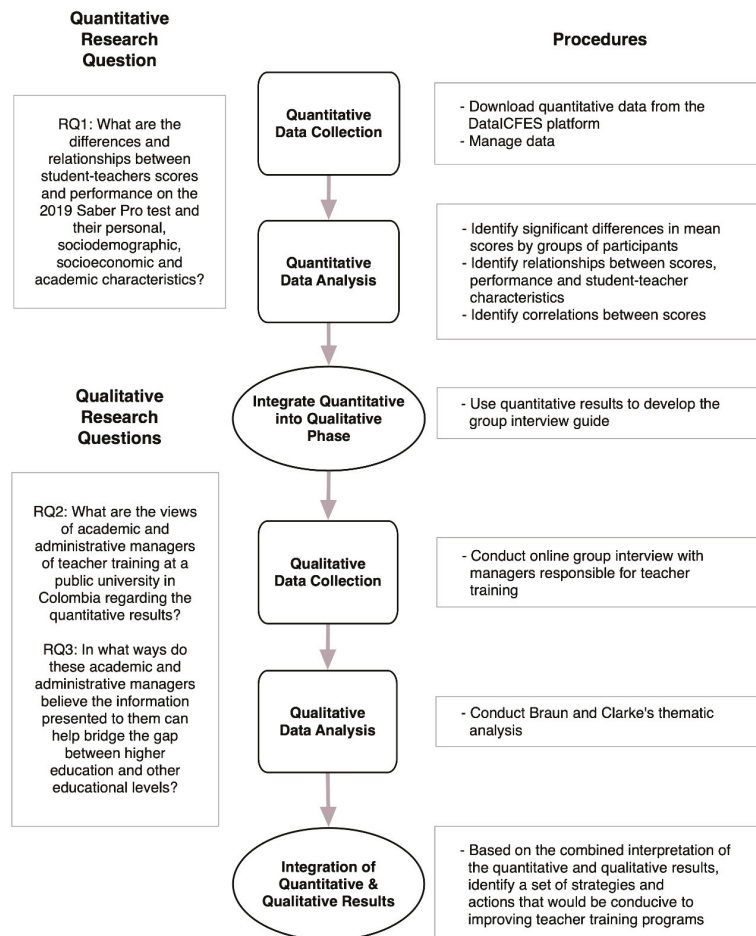 Quantitative
Research
Question
RQ1: What are the
differences and
relationships between
student-teachers scores
and performance on the
2019 Saber Pro test and
their personal,
sociodemographic,
socioeconomic and
academic characteristics?
Qualitative
Research
Questions
RQ2: What are the views
of academic and
administrative managers
of teacher training at a
public university in
Colombia regarding the
quantitative results?
RQ3: In what ways do
these academic and
administrative managers
believe the information
presented to them can
help bridge the gap
between higher
education and other
educational levels?
Quantitative
Data Collection
Quantitative
Data Analysis
Integrate Quantitative
into Qualitative
Phase
Qualitative
Data Collection
Qualitative
Data Analysis
Integration of
Quantitative &
Qualitative Results
Procedures
- Download quantitative data from the
DataICFES platform
- Manage data
- Identify significant differences in mean
scores by groups of participants
- Identify relationships between scores,
performance and student-teacher
characteristics
- Identify correlations between scores
- Use quantitative results to develop the
group interview guide
- Conduct online group interview with
managers responsible for teacher
training
- Conduct Braun and Clarke's thematic
analysis
- Based on the combined interpretation of
the quantitative and qualitative results,
identify a set of strategies and
actions that would be conducive to
improving teacher training programs